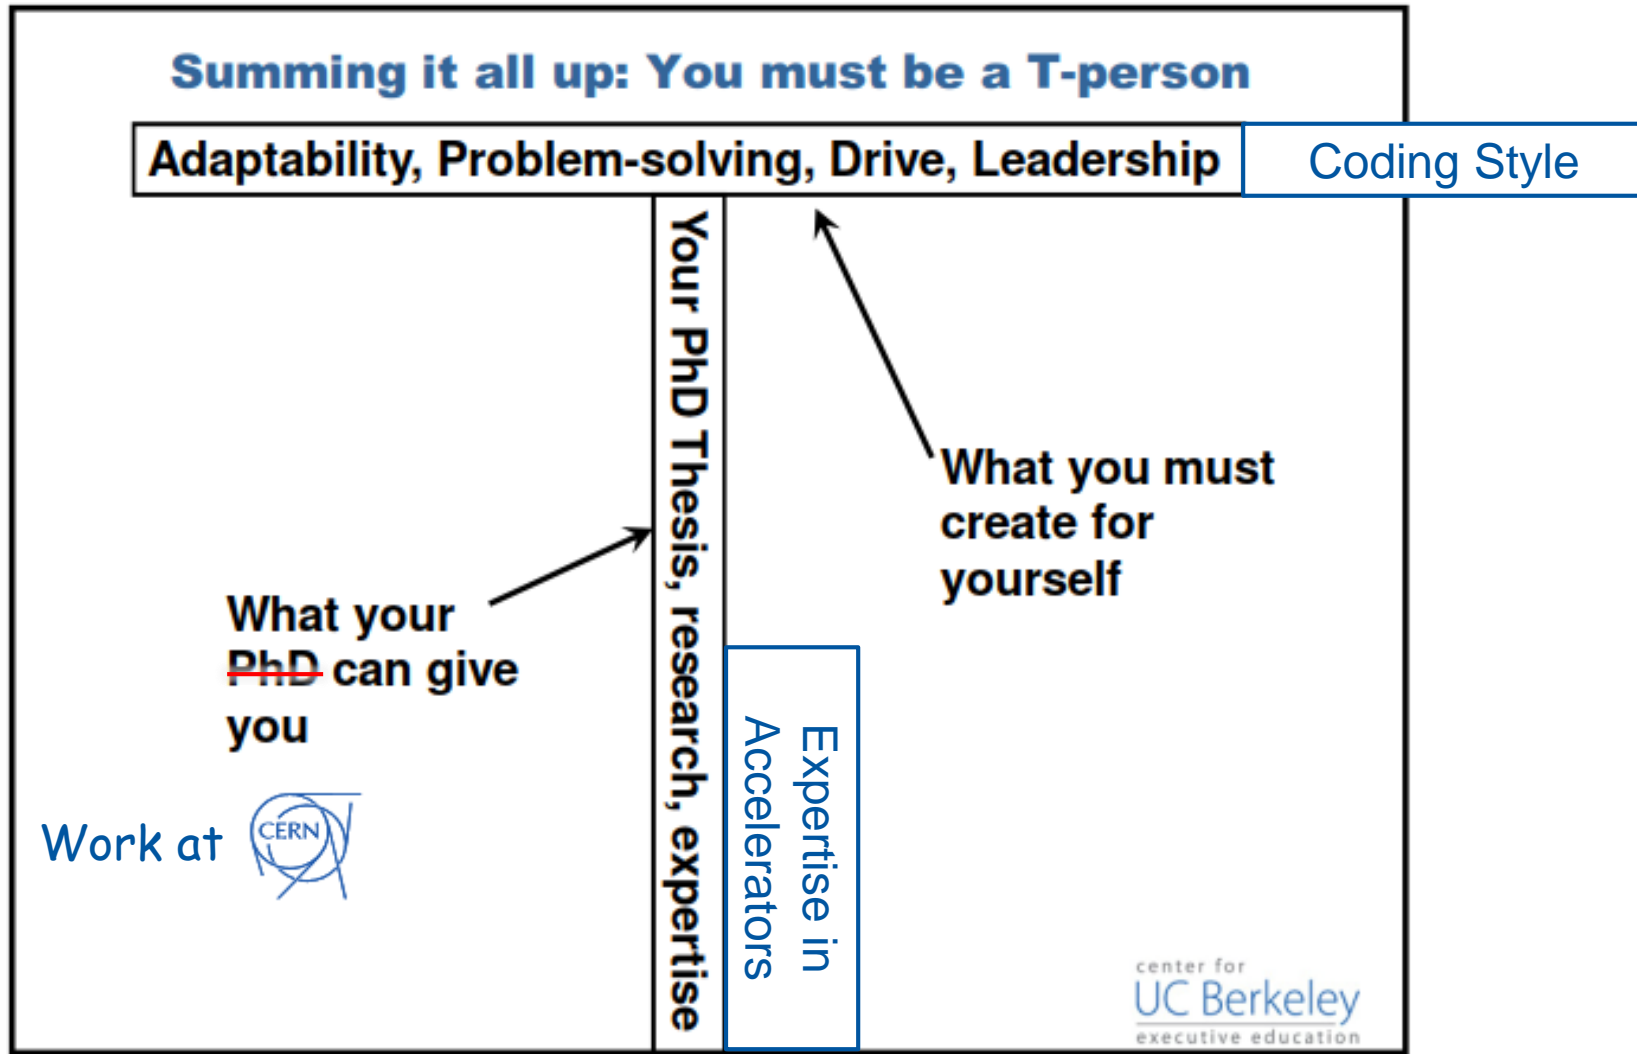 Summing it all up: You must be a T-person
Adaptability, Problem-solving, Drive, Leadership
Coding Style
Your PhD Thesis, research, expertise
What you must
create for
yourself
What your
PhD can give
you
Expertise in
Accelerators
Work at
CERN
center for
UC Berkeley
executive education